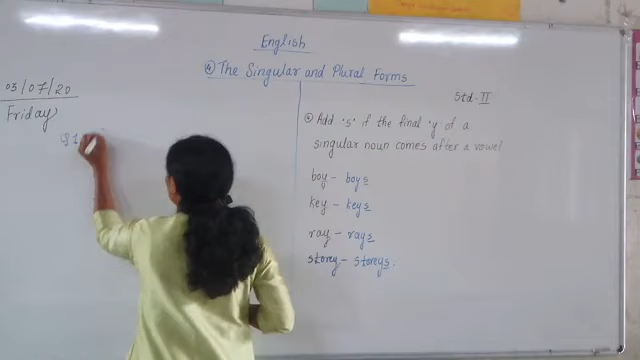 English
④ The Singular and Plural Forms
03/07/20
Friday
Std-II
Add 's' if the final 'y' of a
singular noun comes after a vowel
boy - boys
key - keys
ray - rays
storey - storeys.